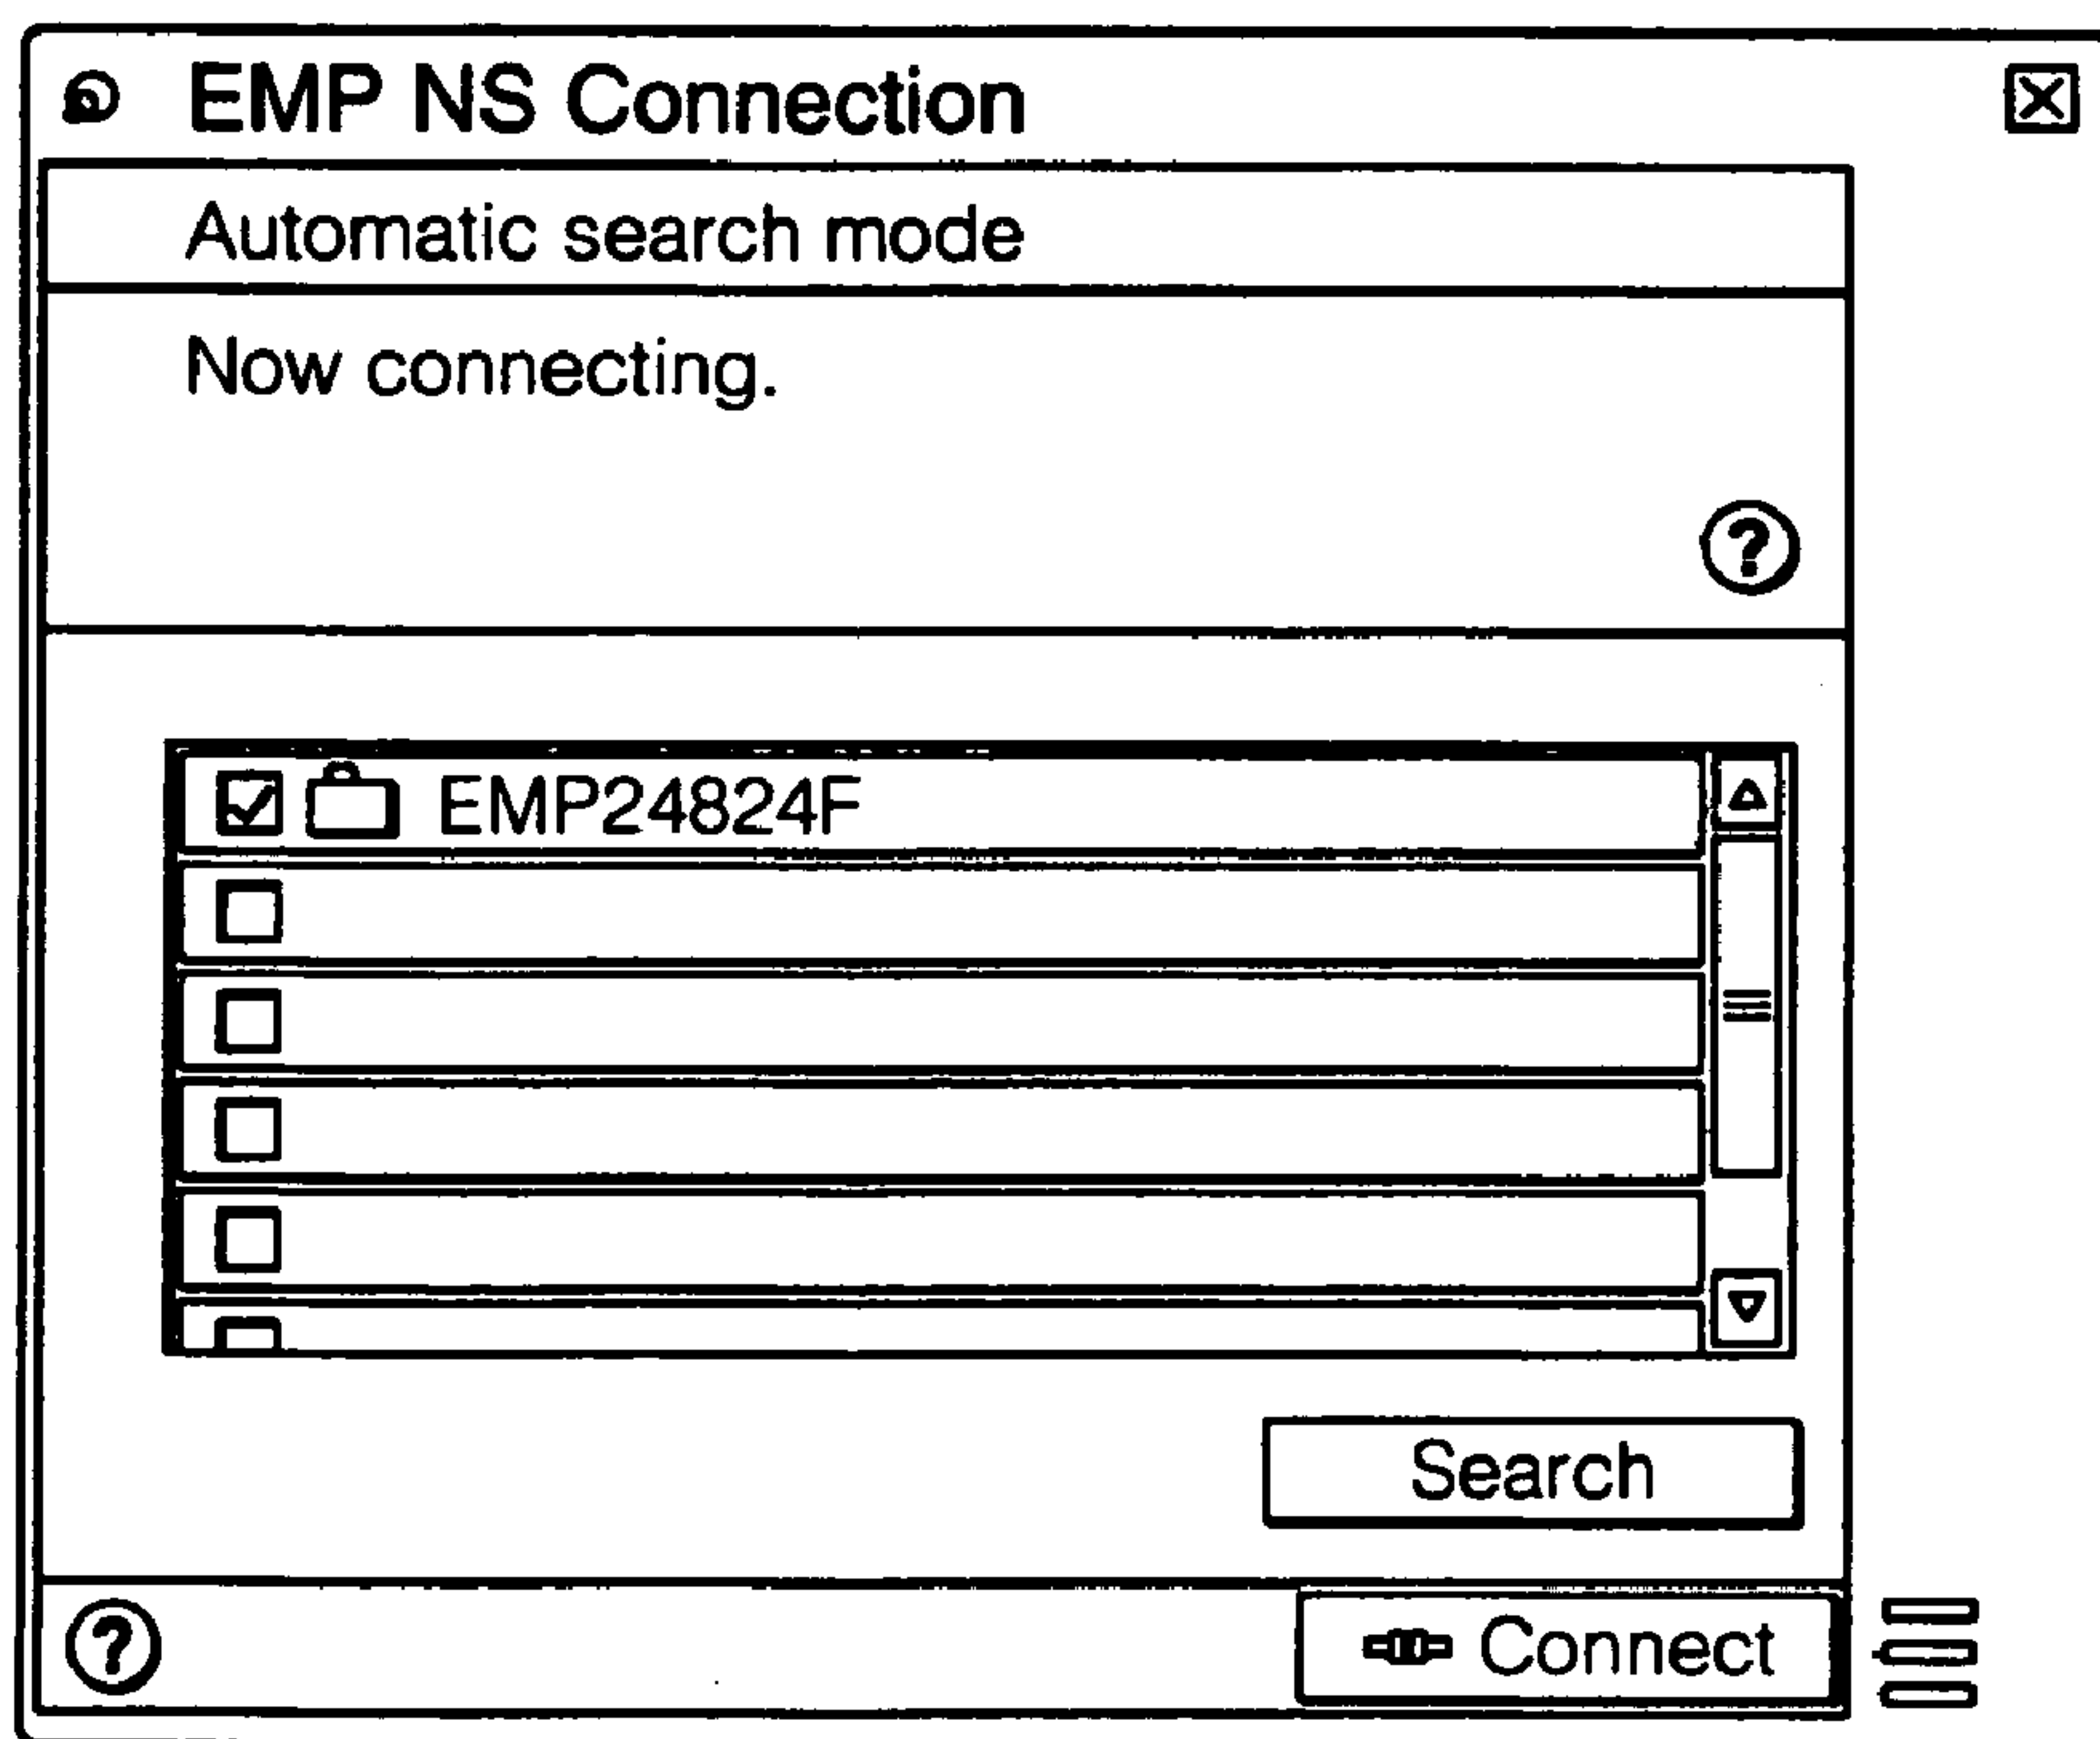 EMP NS Connection
Automatic search mode
Now connecting.
?
EMP24824F
Search
?
Connect